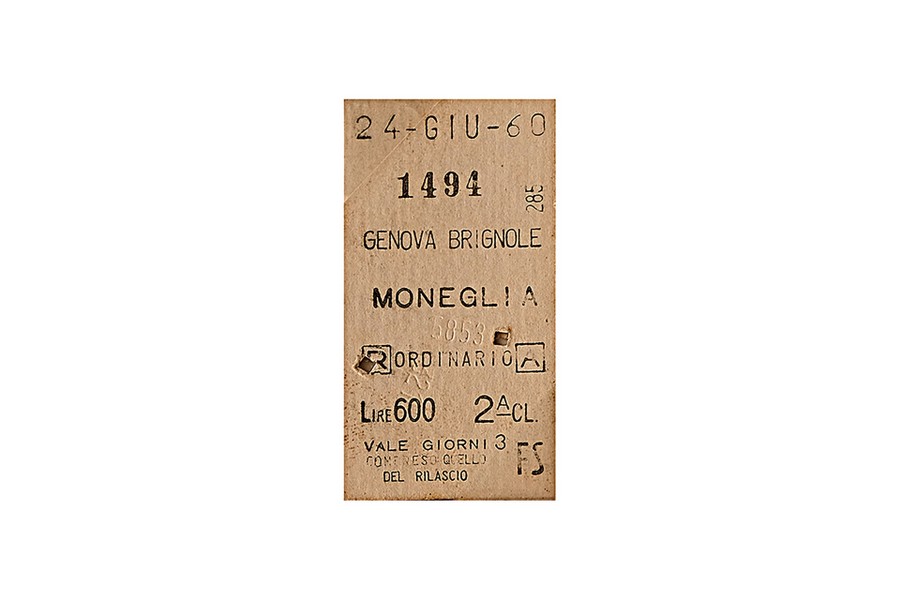 24-GIU-60
1494
285
GENOVA BRIGNOLE
MONEGLIA
5853
R ORDINARIO A
LIRE 600 2ᴬ CL.
VALE GIORNI 3
COMPRESO QUELLO
DEL RILASCIO
FS